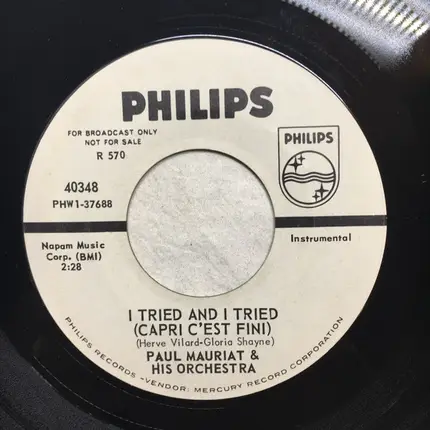 PHILIPS
FOR BROADCAST ONLY
NOT FOR SALE
R 570
PHILIPS
40348
PHW1-37688
Napam Music
Corp. (BMI)
2:28
Instrumental
I TRIED AND I TRIED
(CAPRI C'EST FINI)
(Herve Vilard-Gloria Shayne)
PAUL MAURIAT &
HIS ORCHESTRA
PHILIPS RECORDS -VENDOR: MERCURY RECORD CORPORATION